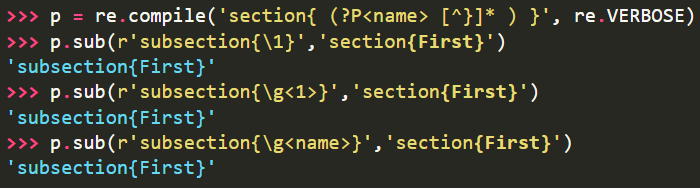 >>> p = re.compile('section{ (?P<name> [^}]* ) }', re.VERBOSE)
>>> p.sub(r'subsection{\1}','section{First}')
'subsection{First}'
>>> p.sub(r'subsection{\g<1>}','section{First}')
'subsection{First}'
>>> p.sub(r'subsection{\g<name>}','section{First}')
'subsection{First}'